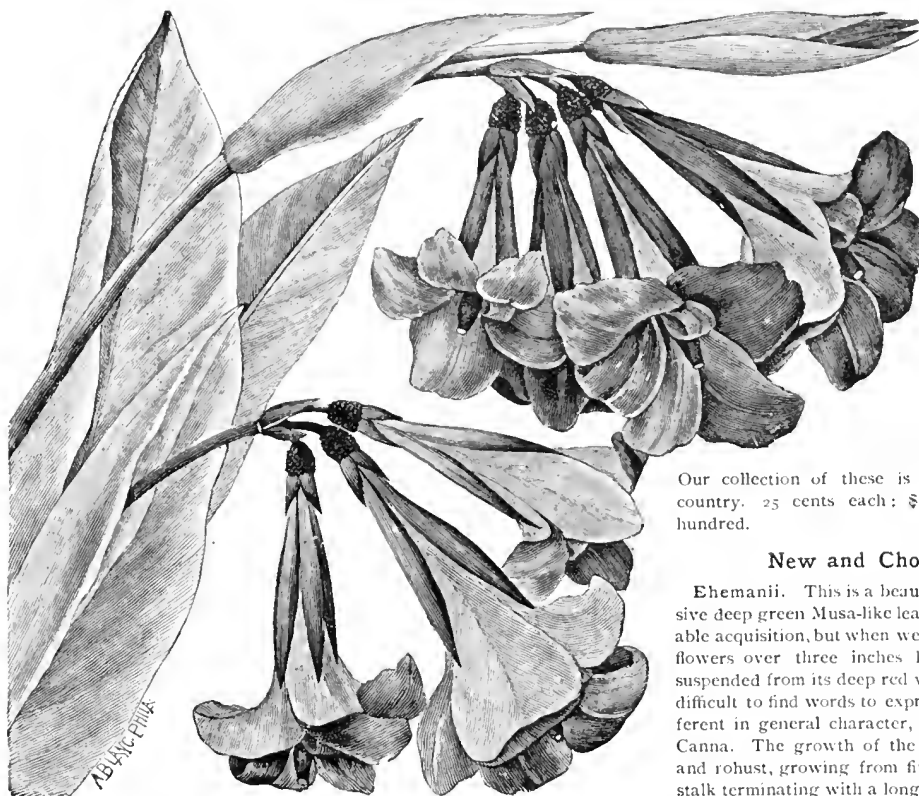 Our collection of these is
country. 25 cents each; $
hundred.
New and Cho
Ehemanii. This is a beau
sive deep green Musa-like lea
able acquisition, but when we
flowers over three inches l
suspended from its deep red
difficult to find words to expr
ferent in general character,
Canna. The growth of the
and robust, growing from fi
stalk terminating with a long
A. BLANC. PHILA.